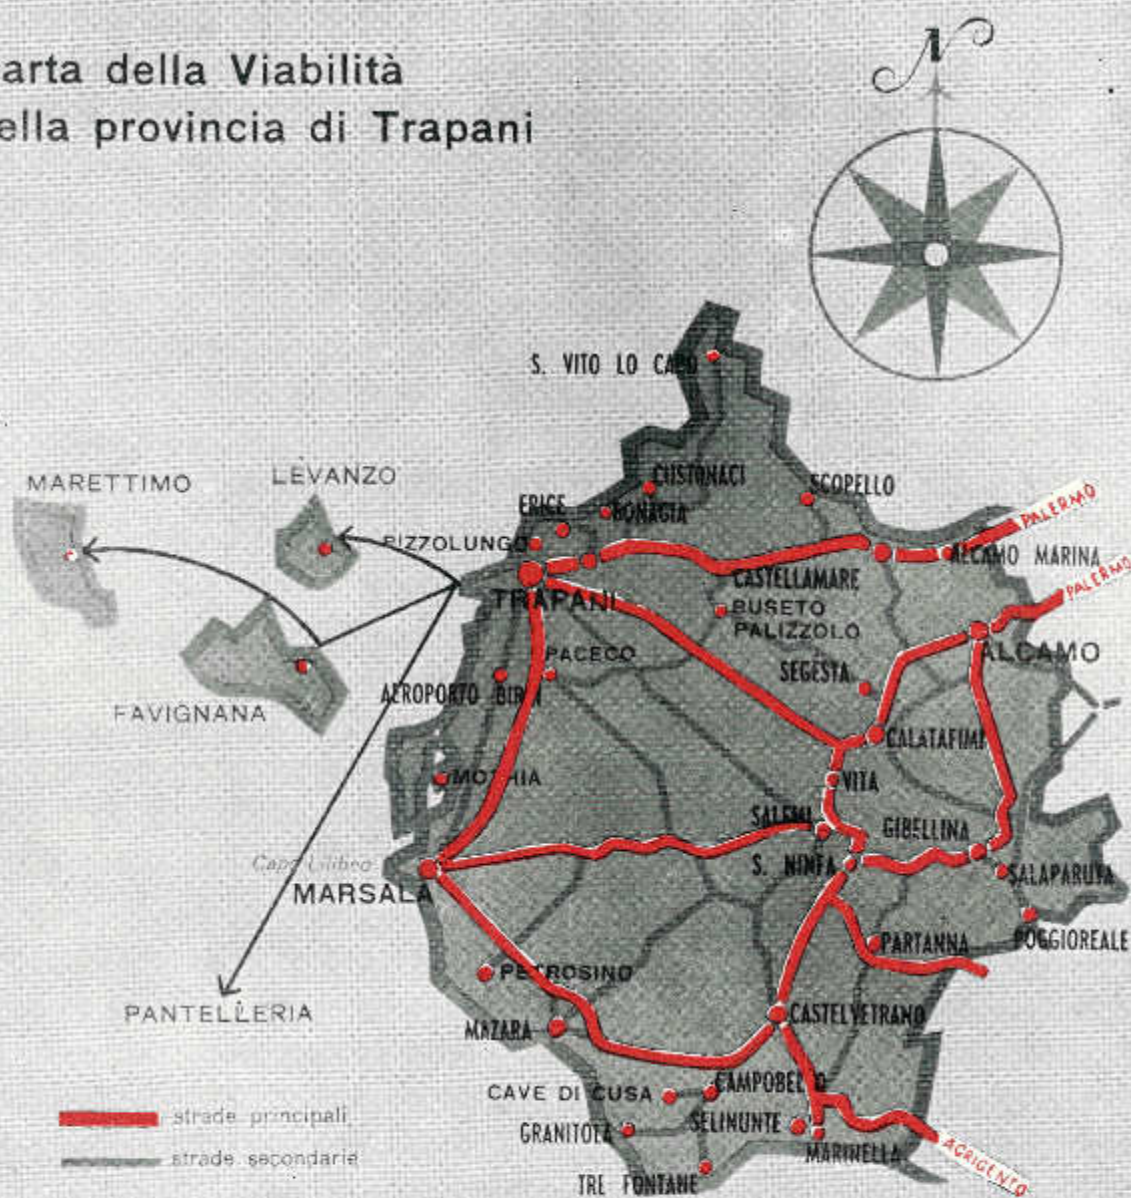 arta della Viabilità
ella provincia di Trapani
N
S. VITO LO CAPO
MARETTIMO
LEVANZO
CUSTONACI
SCOPELLO
ERICE
BONAGIA
PALERMO
PIZZOLUNGO
ALCAMO MARINA
CASTELLAMARE
PALERMO
TRAPANI
BUSETO
PALIZZOLO
PACECO
ALCAMO
SEGESTA
AEROPORTO BIRGI
FAVIGNANA
CALATAFIMI
MOTHIA
VITA
SALEMI
GIBELLINA
Capo Lilibeo
S. NINFA
SALAPARUTA
MARSALA
PARTANNA
POGGIOREALE
PETROSINO
PANTELLERIA
CASTELVETRANO
MAZARA
CAVE DI CUSA
CAMPOBELLO
strade principali
GRANITOLA
SELINUNTE
MARINELLA
strade secondarie
AGRIGENTO
TRE FONTANE